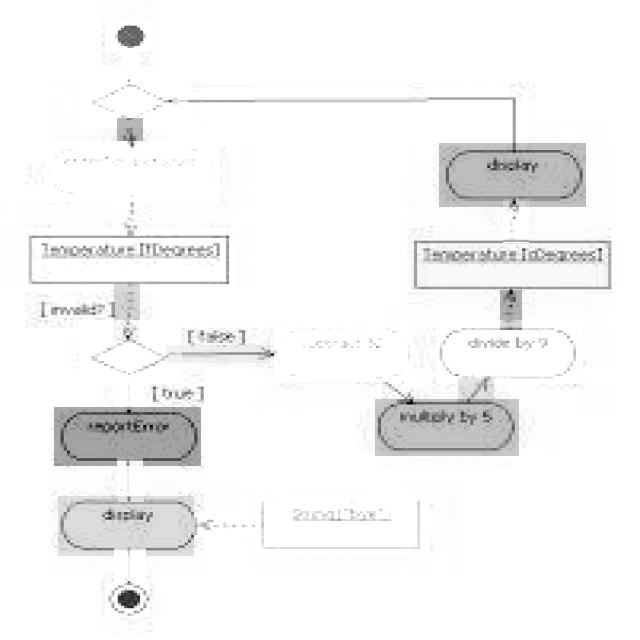 display
Temperature [fDegrees]
Temperature [cDegrees]
[ invalid? ]
[ false ]
subtract 32
divide by 9
[ true ]
multiply by 5
reportError
display
String["bye"]